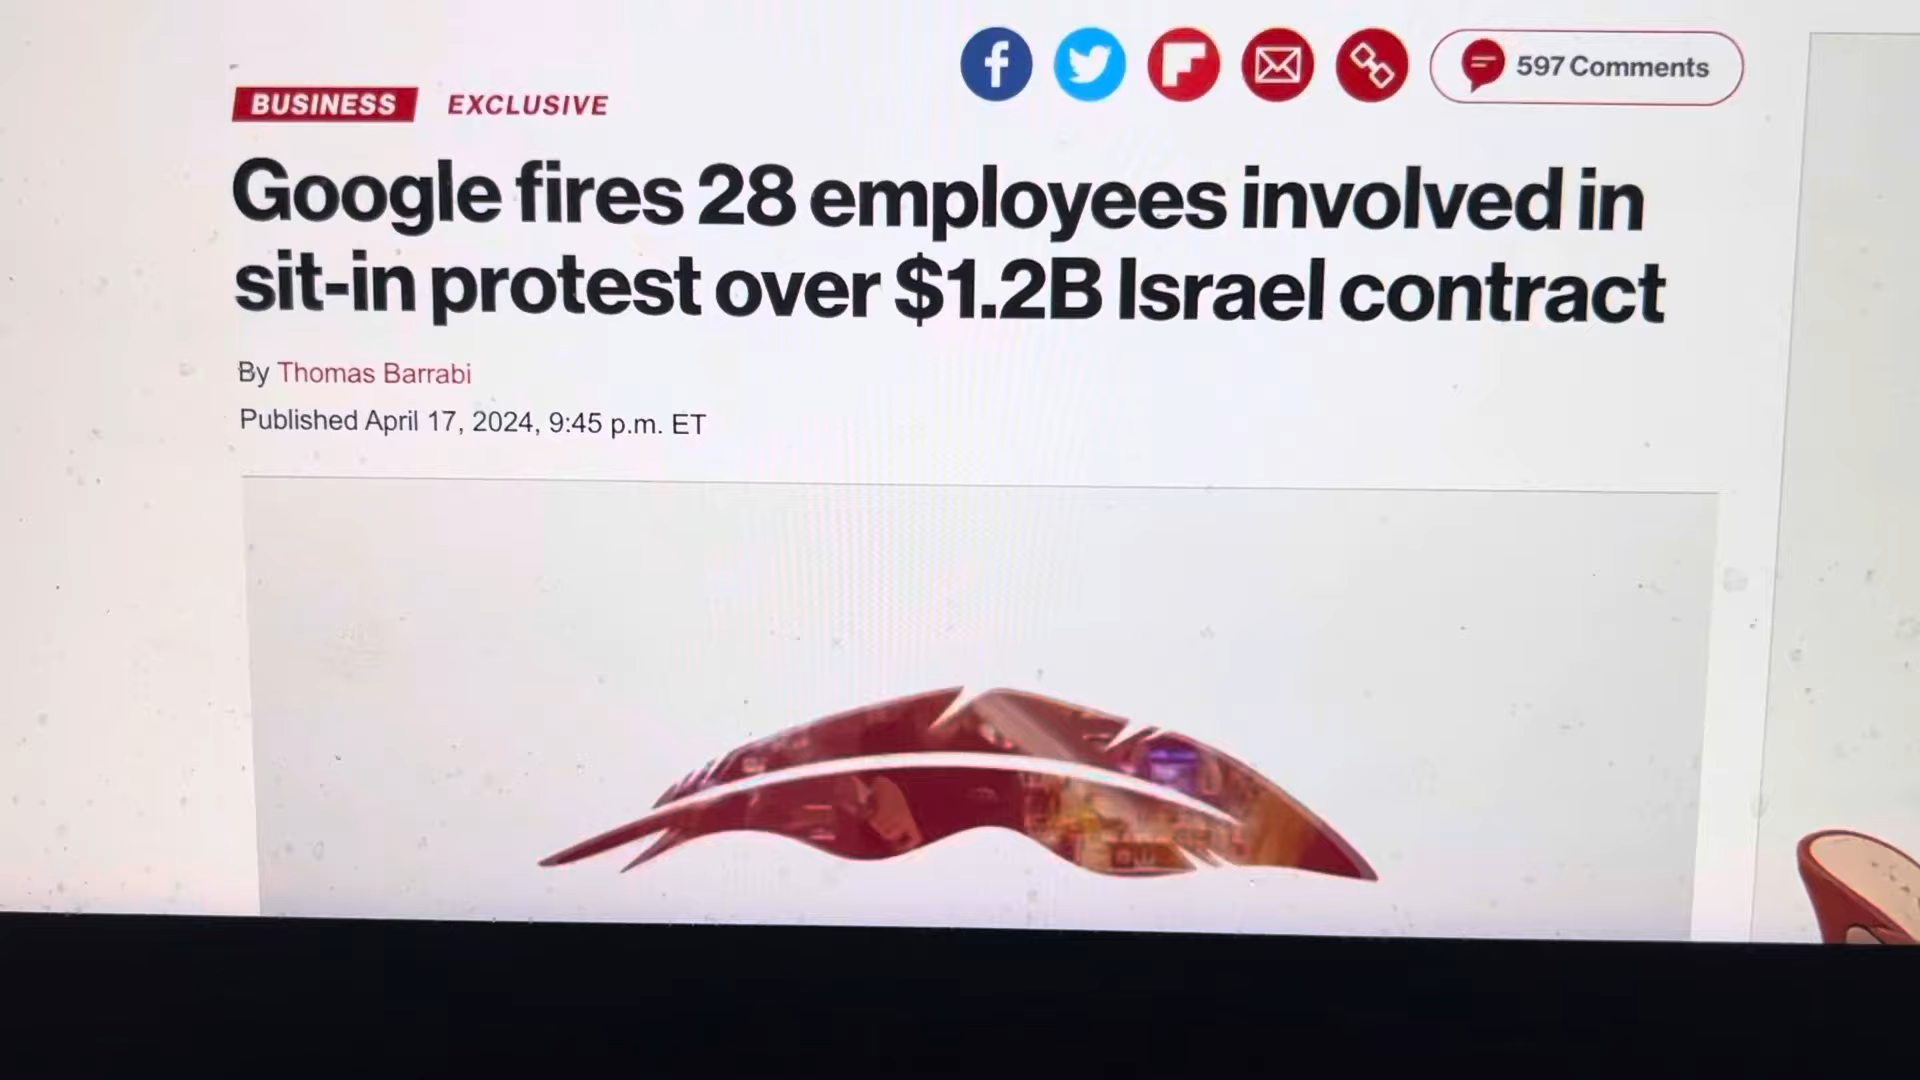 597 Comments
BUSINESS EXCLUSIVE
Google fires 28 employees involved in
sit-in protest over $1.2B Israel contract
By Thomas Barrabi
Published April 17, 2024, 9:45 p.m. ET